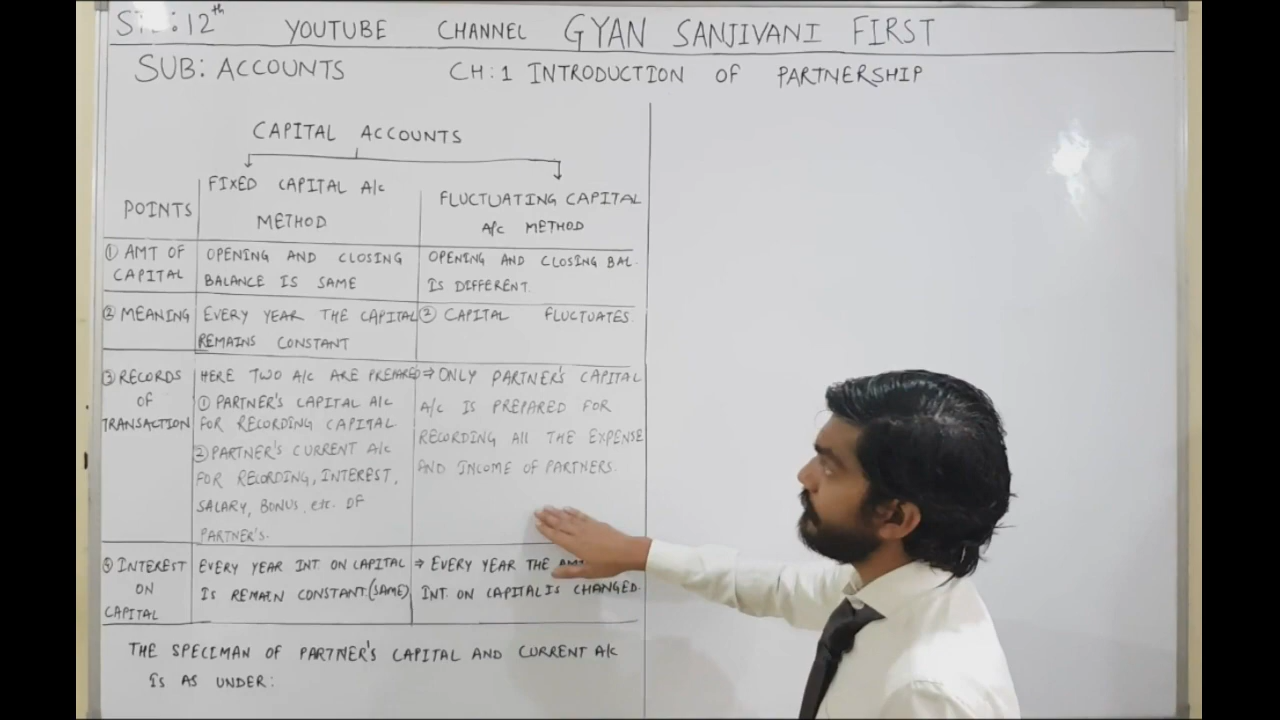 STD:12th YOUTUBE CHANNEL GYAN SANJIVANI FIRST
SUB: ACCOUNTS CH:1 INTRODUCTION OF PARTNERSHIP
CAPITAL ACCOUNTS
POINTS
FIXED CAPITAL A/c
METHOD
FLUCTUATING CAPITAL
A/c METHOD
① AMT OF
CAPITAL
OPENING AND CLOSING
BALANCE IS SAME
OPENING AND CLOSING BAL.
IS DIFFERENT.
② MEANING
EVERY YEAR THE CAPITAL
REMAINS CONSTANT
② CAPITAL FLUCTUATES.
③ RECORDS
OF
TRANSACTION
HERE TWO A/C ARE PREPARED
① PARTNER'S CAPITAL A/C
FOR RECORDING CAPITAL
② PARTNER'S CURRENT A/C
FOR RECORDING, INTEREST,
SALARY, BONUS, etc. OF
PARTNER'S.
⇒ ONLY PARTNER'S CAPITAL
A/C IS PREPARED FOR
RECORDING All THE EXPENSE
AND INCOME OF PARTNERS.
INTEREST
ON
CAPITAL
EVERY YEAR INT. ON CAPITAL
IS REMAIN CONSTANT.(SAME)
⇒ EVERY YEAR THE
INT. ON CAPITAL IS CHANGED.
THE SPECIMAN OF PARTNER'S CAPITAL AND CURRENT A/c
IS AS UNDER: